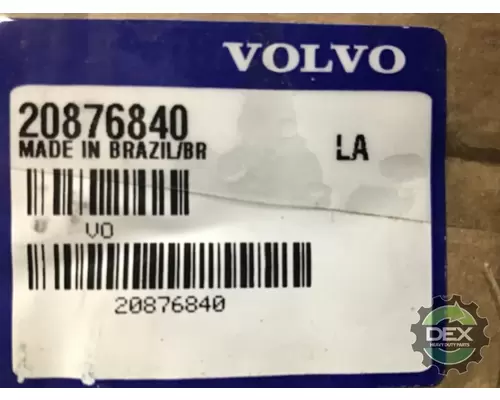 VOLVO
20876840
MADE IN BRAZIL/BR
LA
VO
20876840
DEX
HEAVY DUTY PARTS